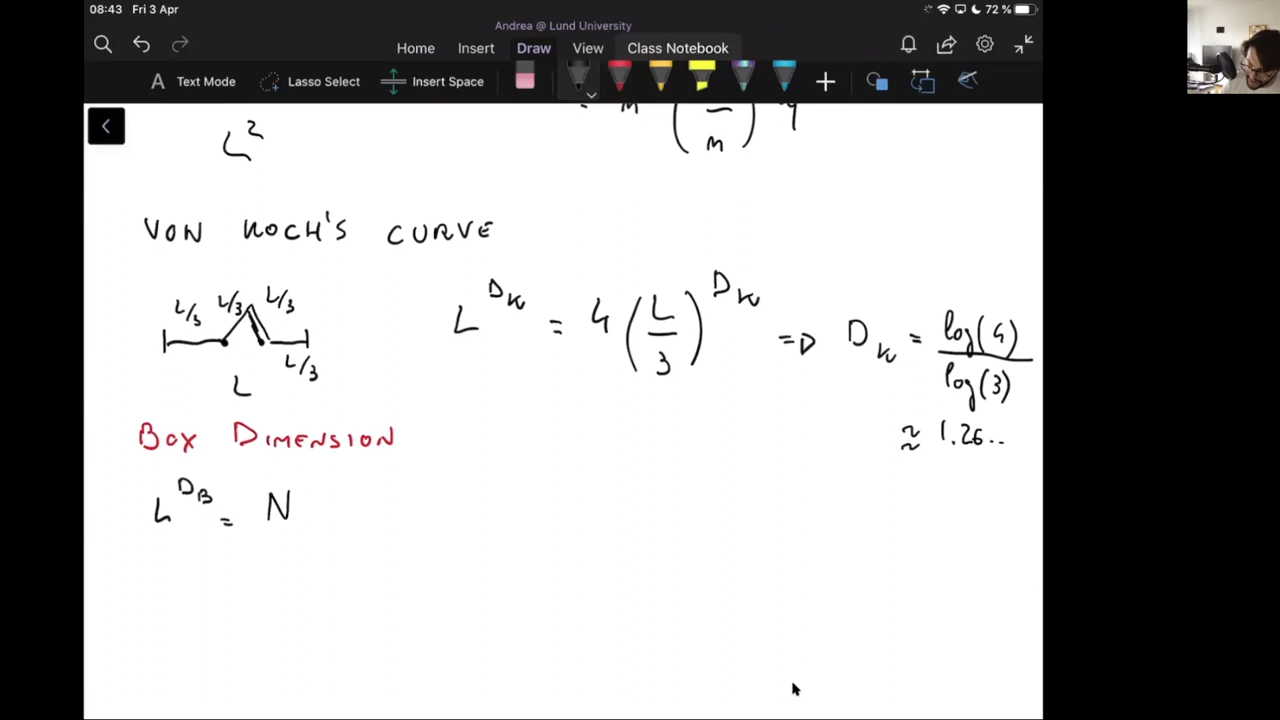 08:43 Fri 3 Apr
72 %
Andrea @ Lund University
Home Insert Draw View Class Notebook
A Text Mode Lasso Select Insert Space
L²
= m ( / m )
VON KOCH'S CURVE
L/3 L/3 L/3
L/3
L
L^{D_K} = 4 (L/3)^{D_K} => D_K = log(4)/log(3)
≈ 1.26..
BOX DIMENSION
L^{D_B} = N